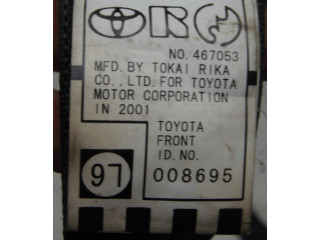 NO. 467053
MFD. BY TOKAI RIKA
CO., LTD. FOR TOYOTA
MOTOR CORPORATION
IN 2001
TOYOTA
FRONT
ID. NO.
97 008695